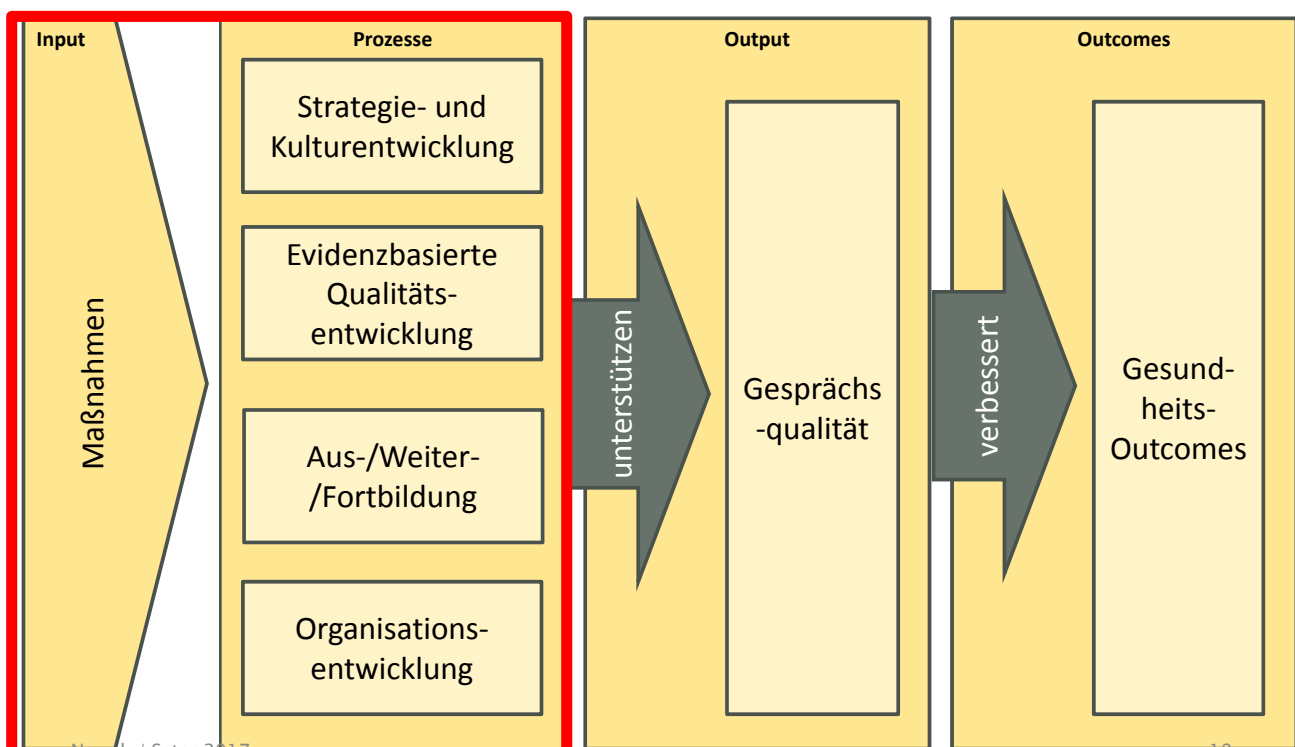 Input
Maßnahmen
Prozesse
Strategie- und
Kulturentwicklung
Evidenzbasierte
Qualitäts-
entwicklung
Aus-/Weiter-
/Fortbildung
Organisations-
entwicklung
unterstützen
Output
Gesprächs
-qualität
verbessert
Outcomes
Gesund-
heits-
Outcomes
2017